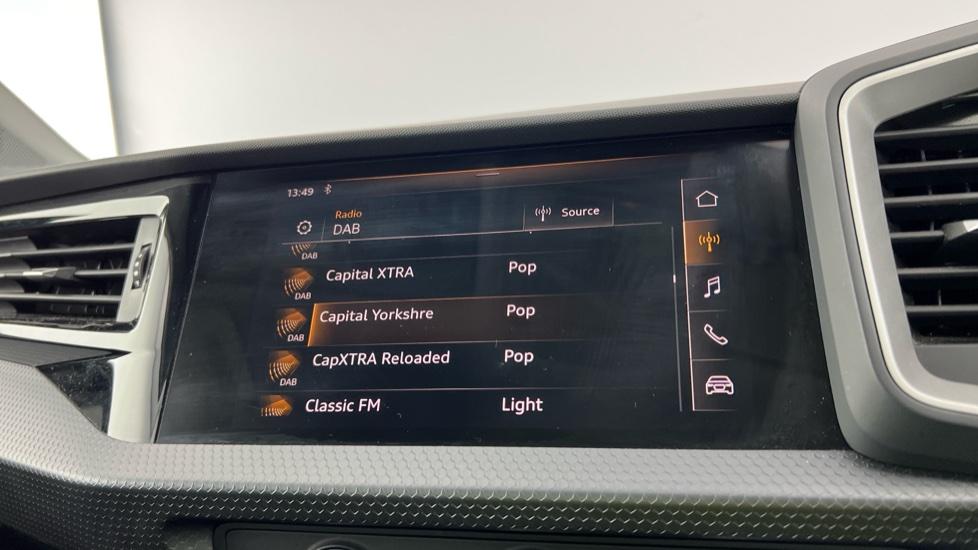 13:49
Radio
DAB
Source
DAB
Capital XTRA Pop
DAB
Capital Yorkshre Pop
DAB
CapXTRA Reloaded Pop
DAB
Classic FM Light